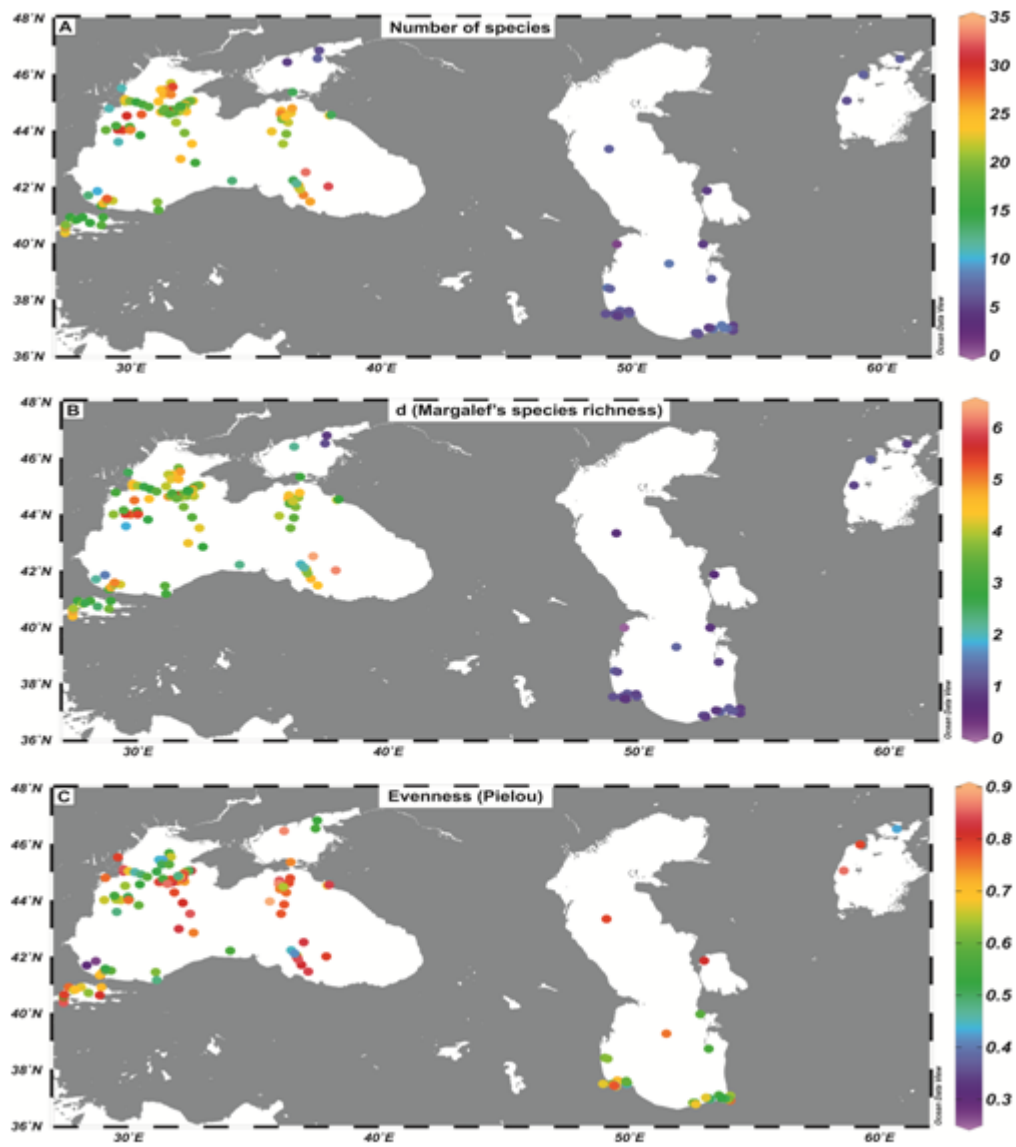 A
Number of species
48˚N
46˚N
44˚N
42˚N
40˚N
38˚N
36˚N
30˚E
40˚E
50˚E
60˚E
Ocean Data View
35
30
25
20
15
10
5
0
B
d (Margalef's species richness)
48˚N
46˚N
44˚N
42˚N
40˚N
38˚N
36˚N
30˚E
40˚E
50˚E
60˚E
Ocean Data View
6
5
4
3
2
1
0
C
Evenness (Pielou)
48˚N
46˚N
44˚N
42˚N
40˚N
38˚N
36˚N
30˚E
40˚E
50˚E
60˚E
Ocean Data View
0.9
0.8
0.7
0.6
0.5
0.4
0.3